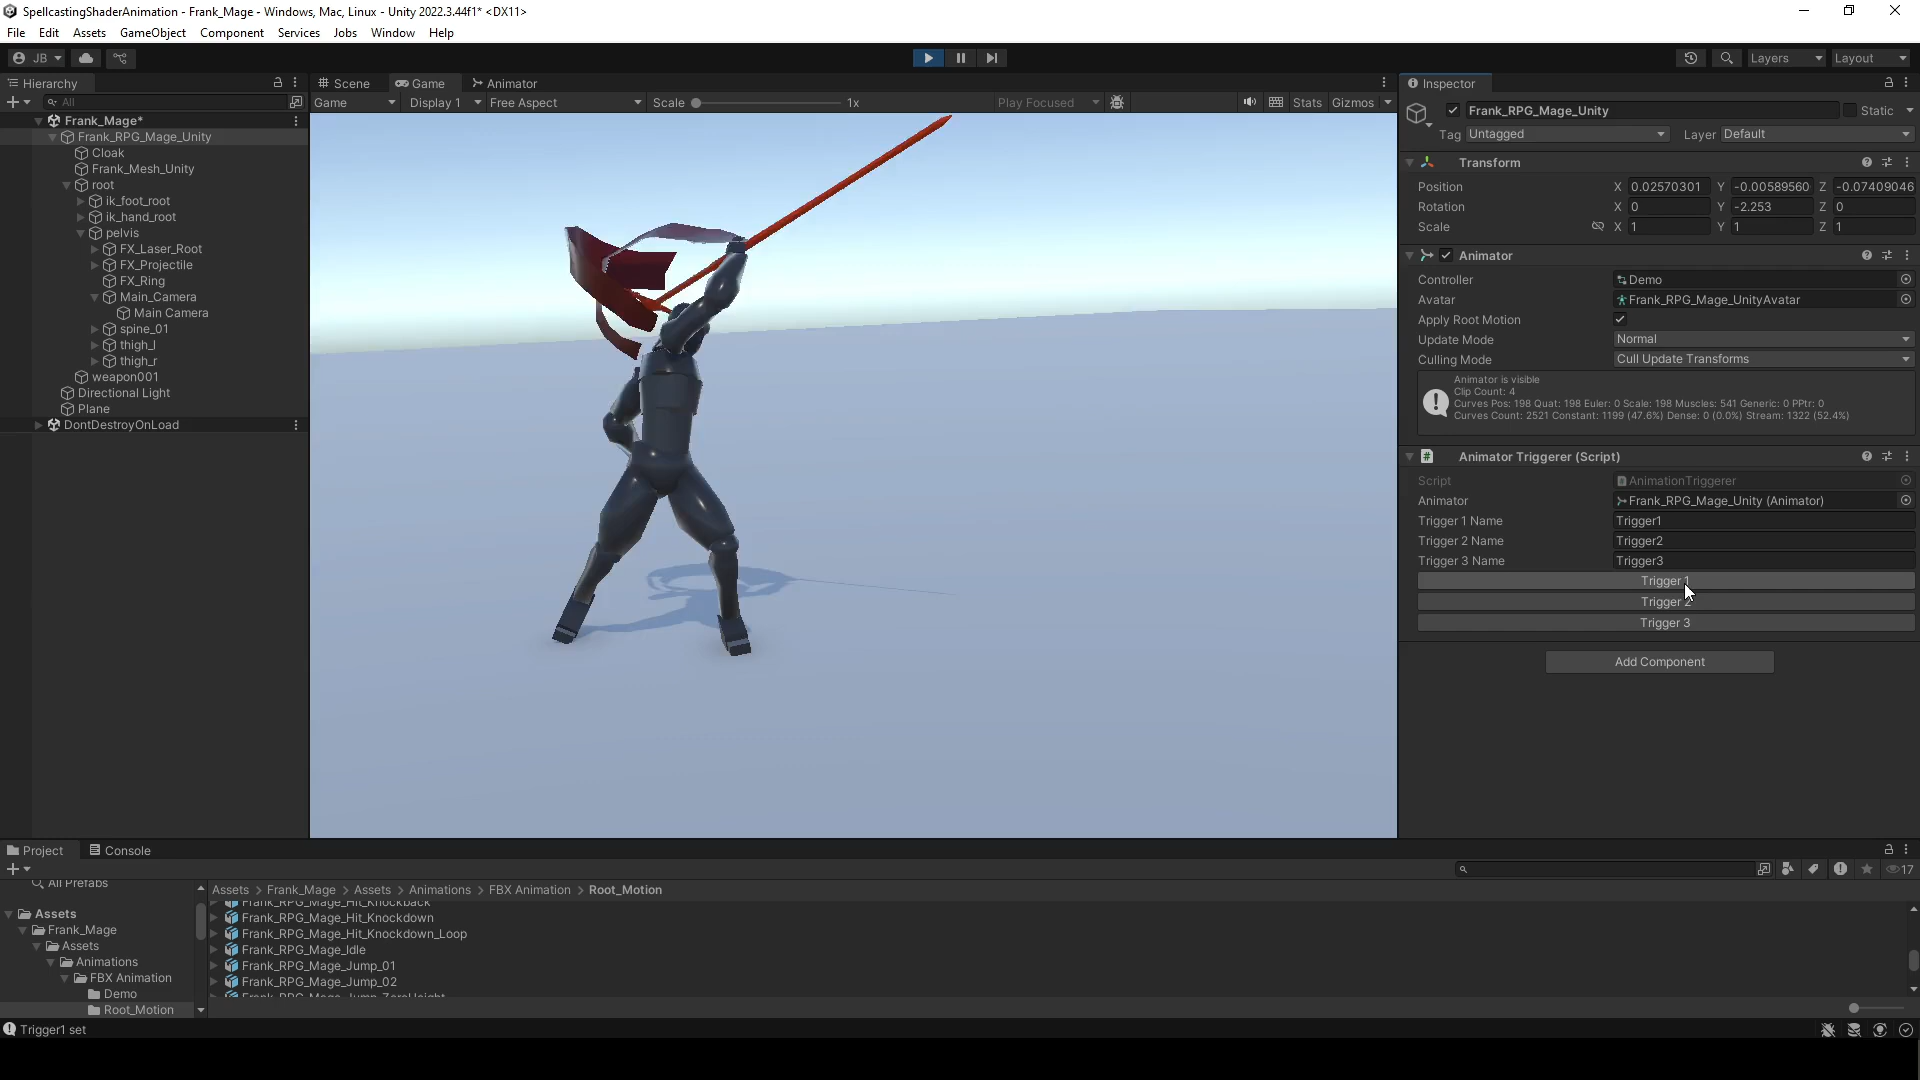 SpellcastingShaderAnimation - Frank_Mage - Windows, Mac, Linux - Unity 2022.3.44f1* <DX11>
File Edit Assets GameObject Component Services Jobs Window Help
JB
Layers
Layout
Hierarchy
All
Frank_Mage*
Frank_RPG_Mage_Unity
Cloak
Frank_Mesh_Unity
root
ik_foot_root
ik_hand_root
pelvis
FX_Laser_Root
FX_Projectile
FX_Ring
Main_Camera
Main Camera
spine_01
thigh_l
thigh_r
weapon001
Directional Light
Plane
DontDestroyOnLoad
Scene Game Animator
Game Display 1 Free Aspect Scale 1x Play Focused Stats Gizmos
Inspector
Frank_RPG_Mage_Unity Static
Tag Untagged Layer Default
Transform
Position X 0.02570301 Y -0.00589560 Z -0.07409046
Rotation X 0 Y -2.253 Z 0
Scale X 1 Y 1 Z 1
Animator
Controller Demo
Avatar Frank_RPG_Mage_UnityAvatar
Apply Root Motion
Update Mode Normal
Culling Mode Cull Update Transforms
Animator is visible
Clip Count: 4
Curves Pos: 198 Quat: 198 Euler: 0 Scale: 198 Muscles: 541 Generic: 0 PPtr: 0
Curves Count: 2521 Constant: 1199 (47.6%) Dense: 0 (0.0%) Stream: 1322 (52.4%)
Animator Triggerer (Script)
Script AnimationTriggerer
Animator Frank_RPG_Mage_Unity (Animator)
Trigger 1 Name Trigger1
Trigger 2 Name Trigger2
Trigger 3 Name Trigger3
Trigger 1
Trigger 2
Trigger 3
Add Component
Project Console
17
All Prefabs
Assets
Frank_Mage
Assets
Animations
FBX Animation
Demo
Root_Motion
Assets > Frank_Mage > Assets > Animations > FBX Animation > Root_Motion
Frank_RPG_Mage_Hit_Knockback
Frank_RPG_Mage_Hit_Knockdown
Frank_RPG_Mage_Hit_Knockdown_Loop
Frank_RPG_Mage_Idle
Frank_RPG_Mage_Jump_01
Frank_RPG_Mage_Jump_02
Frank_RPG_Mage_Jump_ZeroHeight
Trigger1 set